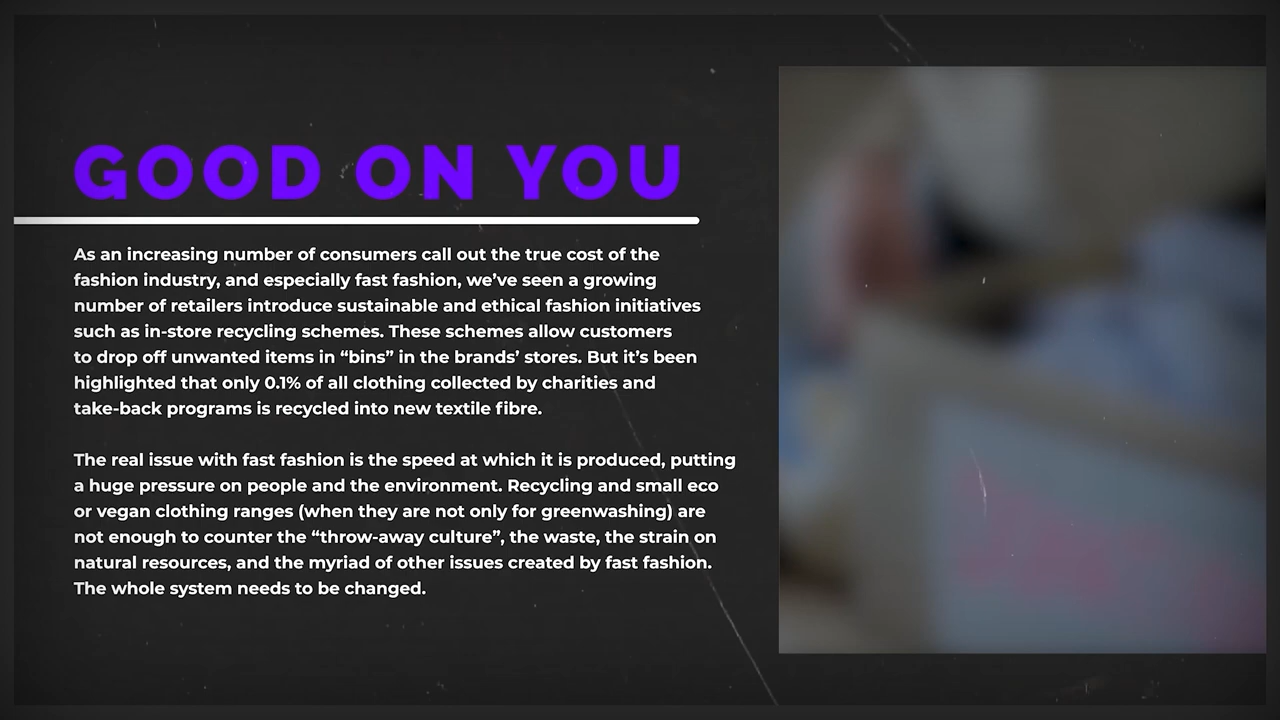 GOOD ON YOU
As an increasing number of consumers call out the true cost of the
fashion industry, and especially fast fashion, we’ve seen a growing
number of retailers introduce sustainable and ethical fashion initiatives
such as in-store recycling schemes. These schemes allow customers
to drop off unwanted items in “bins” in the brands’ stores. But it’s been
highlighted that only 0.1% of all clothing collected by charities and
take-back programs is recycled into new textile fibre.
The real issue with fast fashion is the speed at which it is produced, putting
a huge pressure on people and the environment. Recycling and small eco
or vegan clothing ranges (when they are not only for greenwashing) are
not enough to counter the “throw-away culture”, the waste, the strain on
natural resources, and the myriad of other issues created by fast fashion.
The whole system needs to be changed.